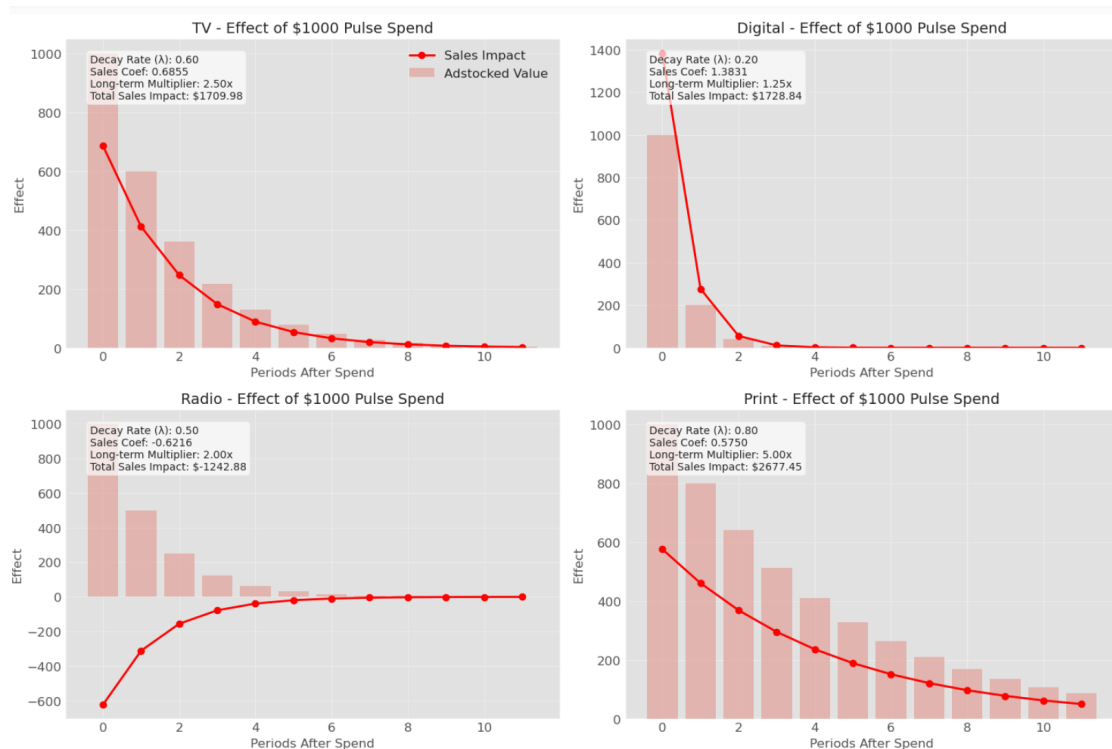 TV - Effect of $1000 Pulse Spend
Decay Rate (λ): 0.60
Sales Coef: 0.6855
Long-term Multiplier: 2.50x
Total Sales Impact: $1709.98
Sales Impact
Adstocked Value
Effect
1000
800
600
400
200
0
0 2 4 6 8 10
Periods After Spend
Digital - Effect of $1000 Pulse Spend
Decay Rate (λ): 0.20
Sales Coef: 1.3831
Long-term Multiplier: 1.25x
Total Sales Impact: $1728.84
Effect
1400
1200
1000
800
600
400
200
0
0 2 4 6 8 10
Periods After Spend
Radio - Effect of $1000 Pulse Spend
Decay Rate (λ): 0.50
Sales Coef: -0.6216
Long-term Multiplier: 2.00x
Total Sales Impact: $-1242.88
Effect
1000
800
600
400
200
0
−200
−400
−600
0 2 4 6 8 10
Periods After Spend
Print - Effect of $1000 Pulse Spend
Decay Rate (λ): 0.80
Sales Coef: 0.5750
Long-term Multiplier: 5.00x
Total Sales Impact: $2677.45
Effect
1000
800
600
400
200
0
0 2 4 6 8 10
Periods After Spend